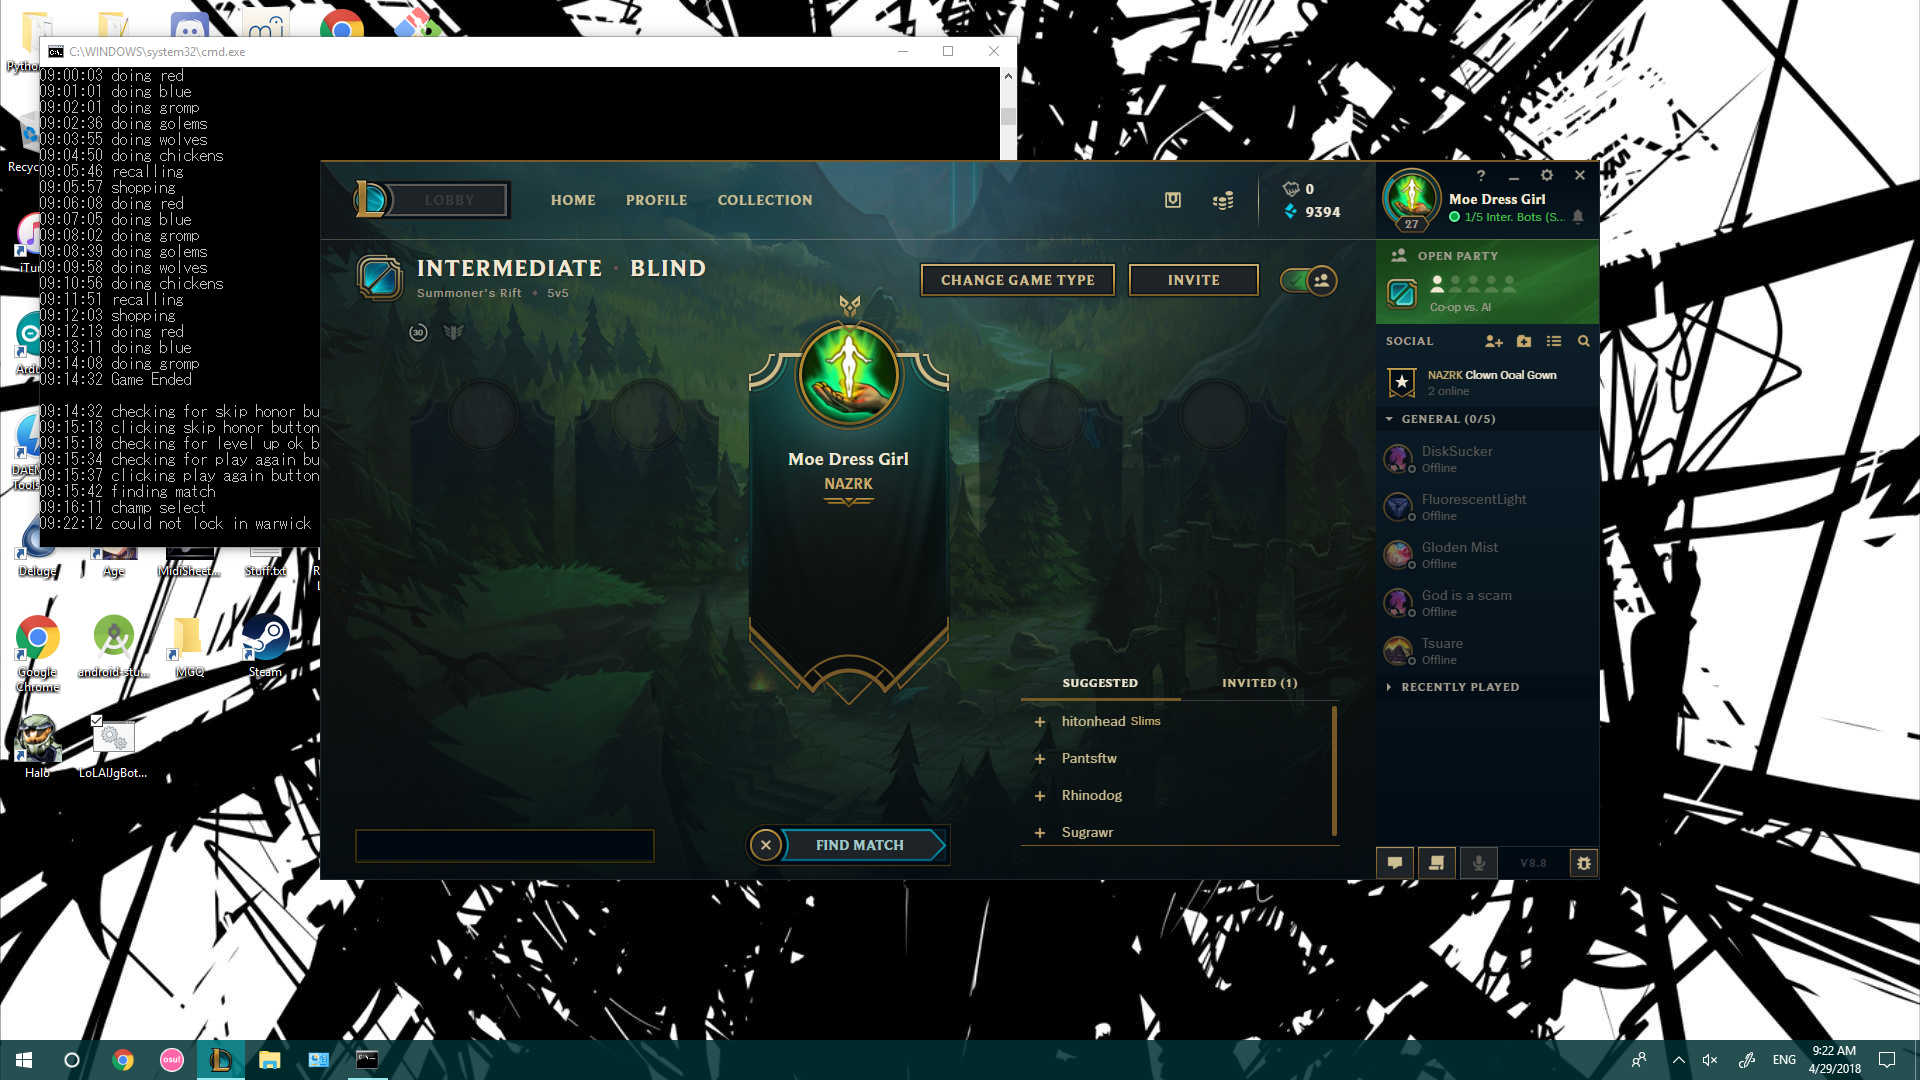 C:\WINDOWS\system32\cmd.exe
09:00:03 doing red
09:01:01 doing blue
09:02:01 doing gromp
09:02:36 doing golems
09:03:55 doing wolves
09:04:50 doing chickens
09:05:46 recalling
09:05:57 shopping
09:06:08 doing red
09:07:05 doing blue
09:08:02 doing gromp
09:08:39 doing golems
09:09:58 doing wolves
09:10:56 doing chickens
09:11:51 recalling
09:12:03 shopping
09:12:13 doing red
09:13:11 doing blue
09:14:08 doing gromp
09:14:32 Game Ended
09:14:32 checking for skip honor bu
09:15:13 clicking skip honor button
09:15:18 checking for level up ok b
09:15:34 checking for play again bu
09:15:37 clicking play again button
09:15:42 finding match
09:16:11 champ select
09:22:12 could not lock in warwick
LOBBY
HOME
PROFILE
COLLECTION
0
9394
27
Moe Dress Girl
1/5 Inter. Bots (S...
INTERMEDIATE · BLIND
Summoner's Rift • 5v5
30
CHANGE GAME TYPE
INVITE
Moe Dress Girl
NAZRK
SUGGESTED
INVITED (1)
hitonhead Slims
Pantsftw
Rhinodog
Sugrawr
FIND MATCH
OPEN PARTY
Co-op vs. AI
SOCIAL
NAZRK Clown Ooal Gown
2 online
GENERAL (0/5)
DiskSucker
Offline
FluorescentLight
Offline
Gloden Mist
Offline
God is a scam
Offline
Tsuare
Offline
RECENTLY PLAYED
V8.8
Pytho
Recyc
iTu
Ardu
DAEM
Tools
Deluge
Age
MidiSheet...
Stuff.txt
Google
Chrome
android-stu...
MGQ
Steam
Halo
LoLAIJgBot...
osu!
ENG
9:22 AM
4/29/2018